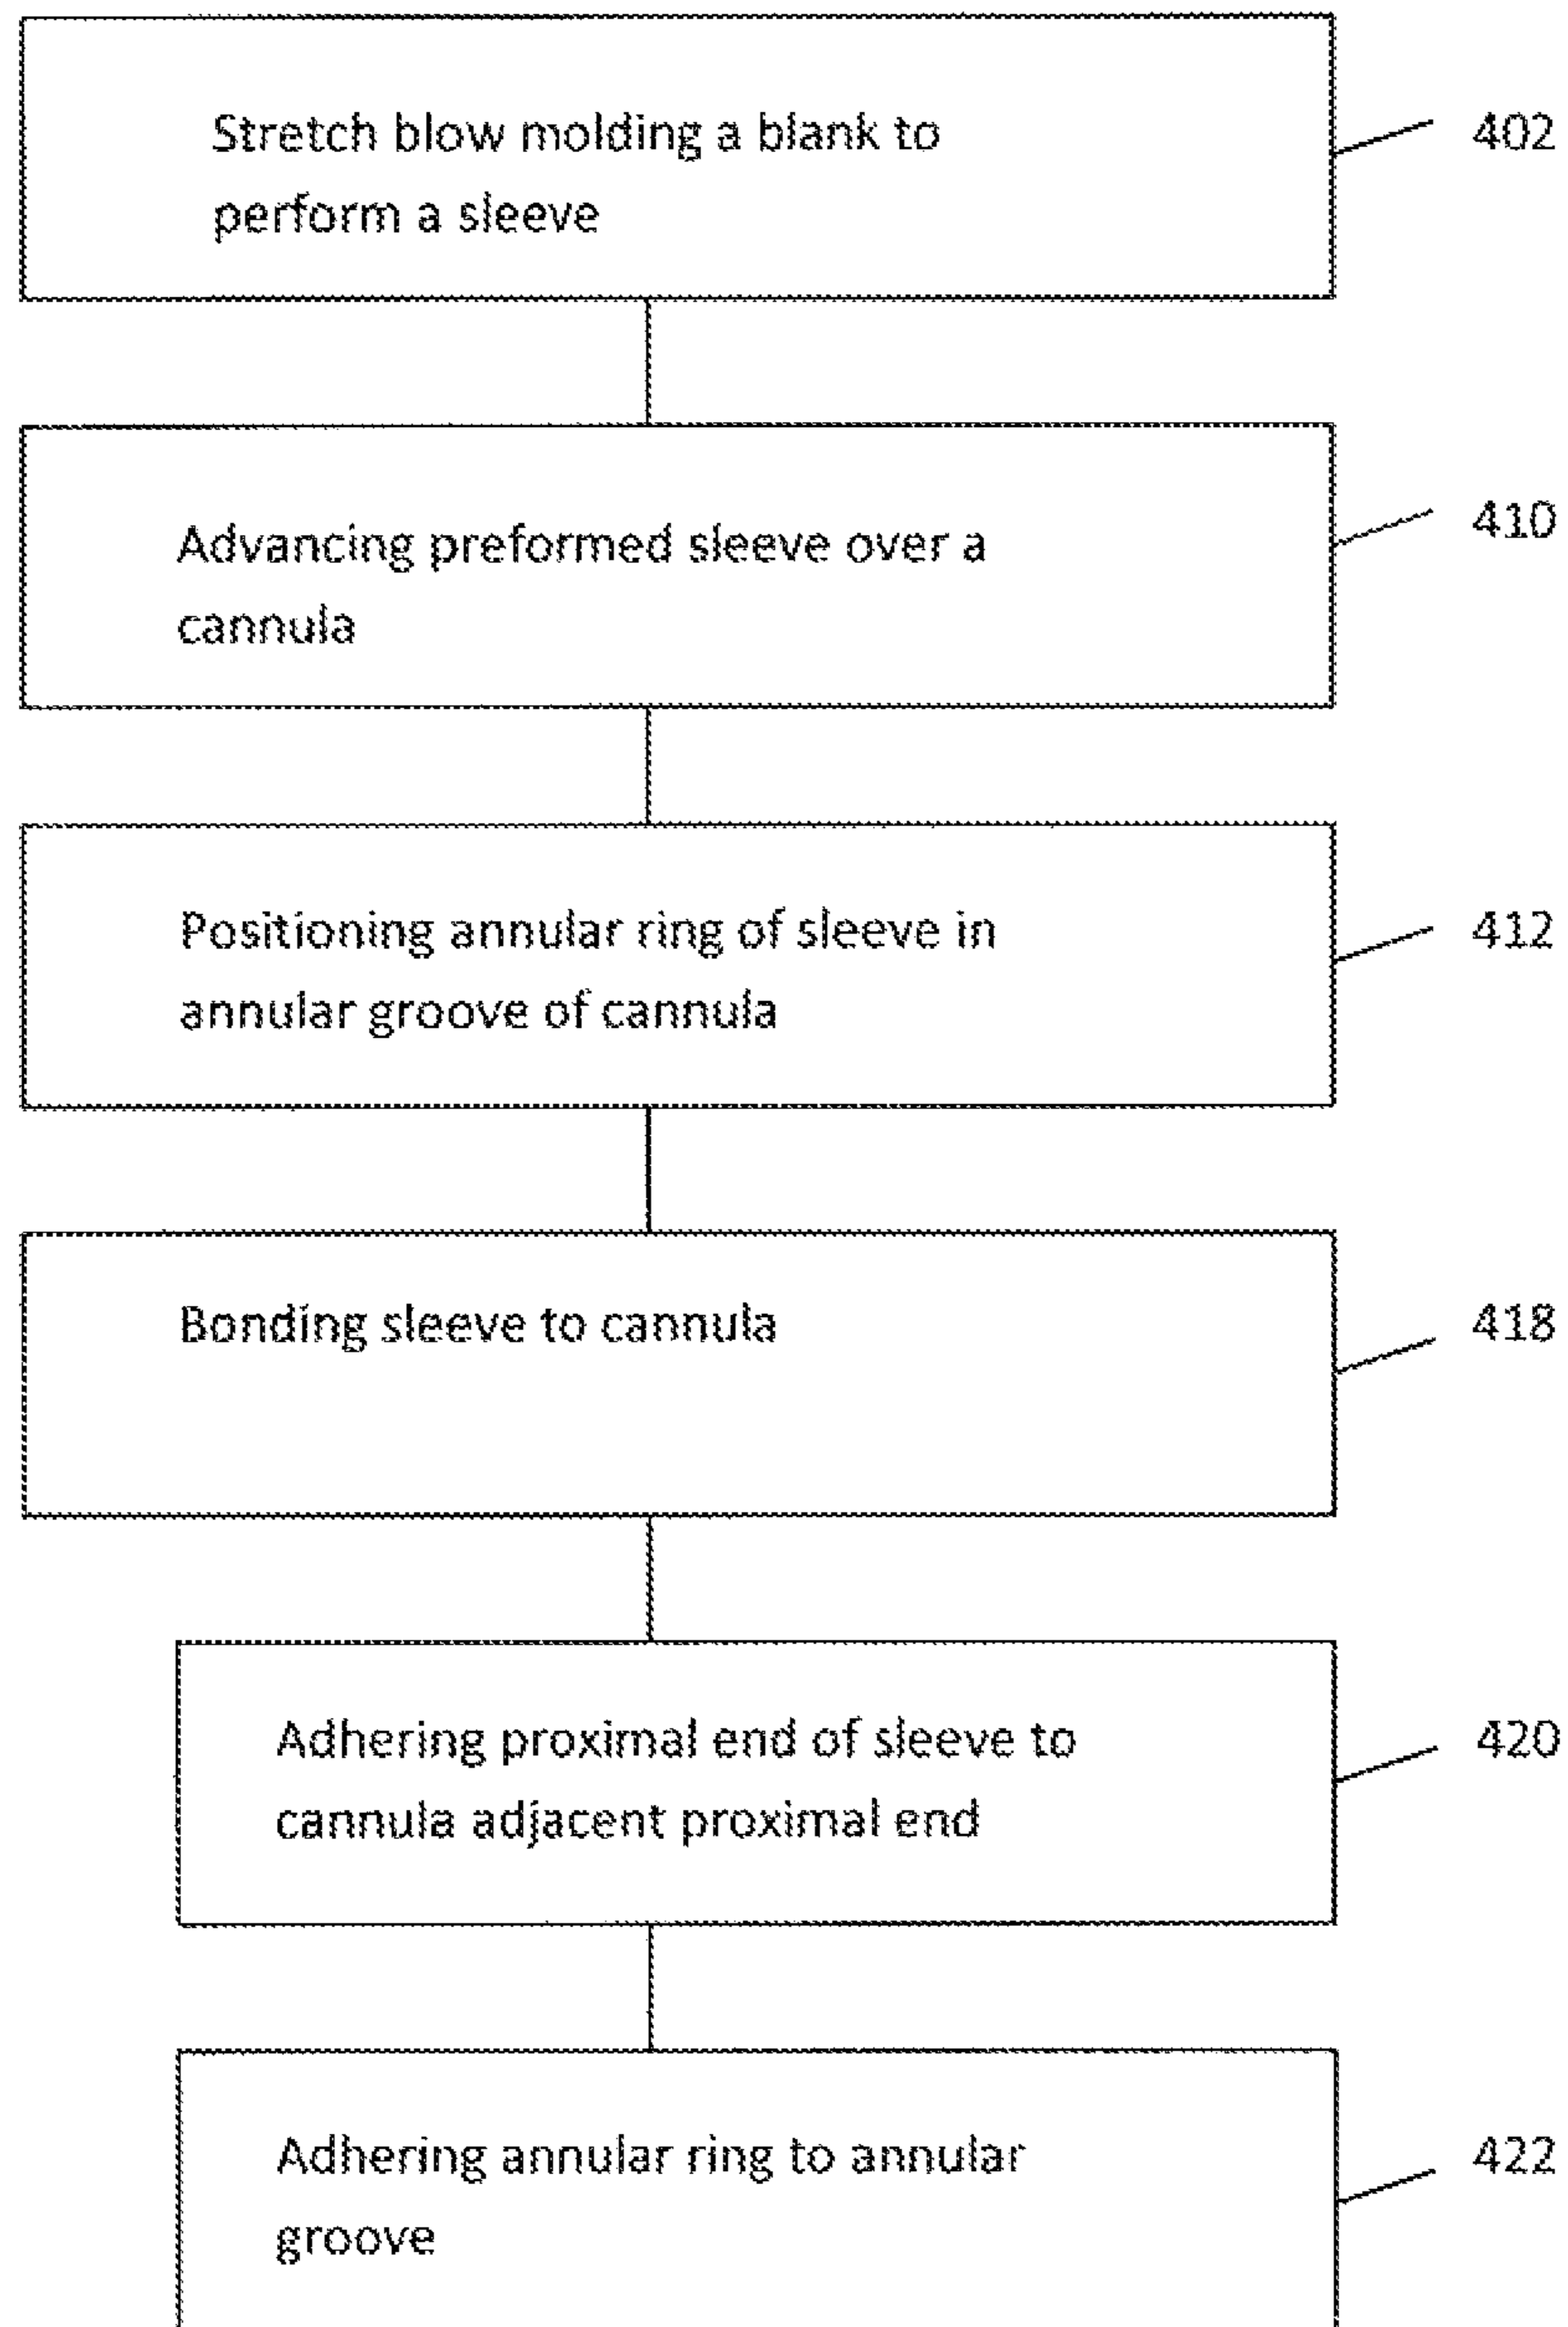 Stretch blow molding a blank to
perform a sleeve
402
Advancing preformed sleeve over a
cannula
410
Positioning annular ring of sleeve in
annular groove of cannula
412
Bonding sleeve to cannula
418
Adhering proximal end of sleeve to
cannula adjacent proximal end
420
Adhering annular ring to annular
groove
422